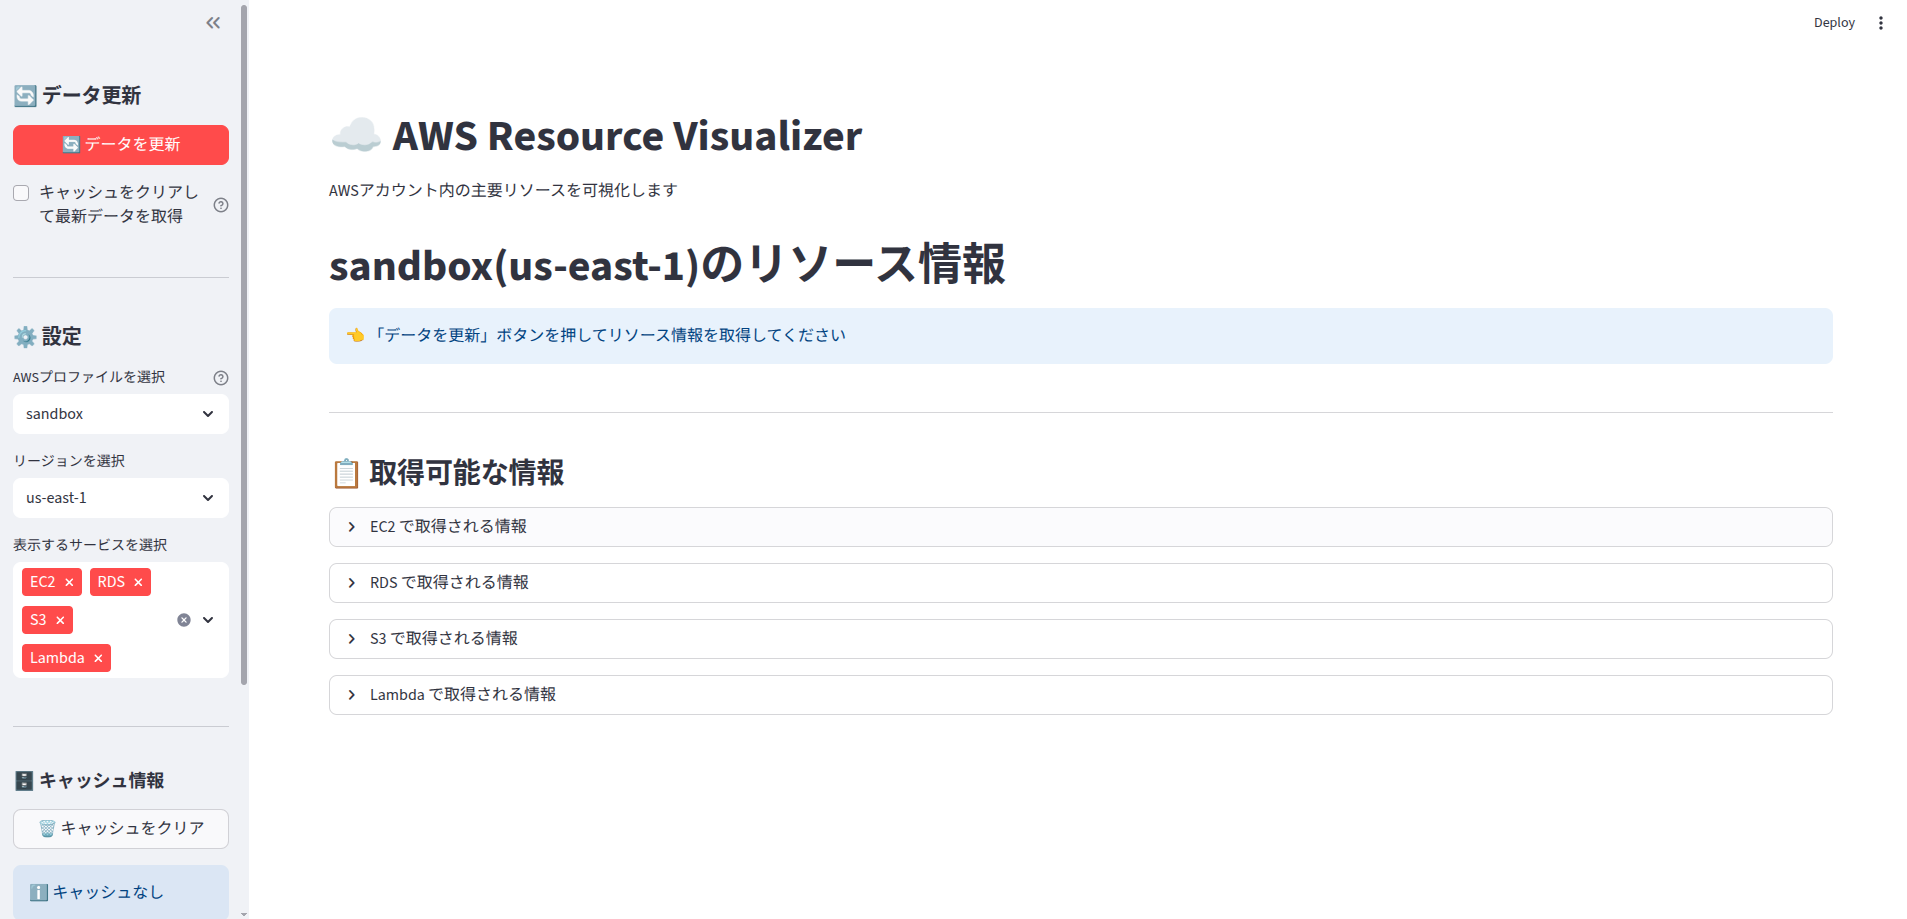 データ更新
データを更新
キャッシュをクリアし
て最新データを取得
設定
AWSプロファイルを選択
sandbox
リージョンを選択
us-east-1
表示するサービスを選択
EC2 RDS
S3
Lambda
キャッシュ情報
キャッシュをクリア
キャッシュなし
Deploy
AWS Resource Visualizer
AWSアカウント内の主要リソースを可視化します
sandbox(us-east-1)のリソース情報
「データを更新」ボタンを押してリソース情報を取得してください
取得可能な情報
EC2 で取得される情報
RDS で取得される情報
S3 で取得される情報
Lambda で取得される情報